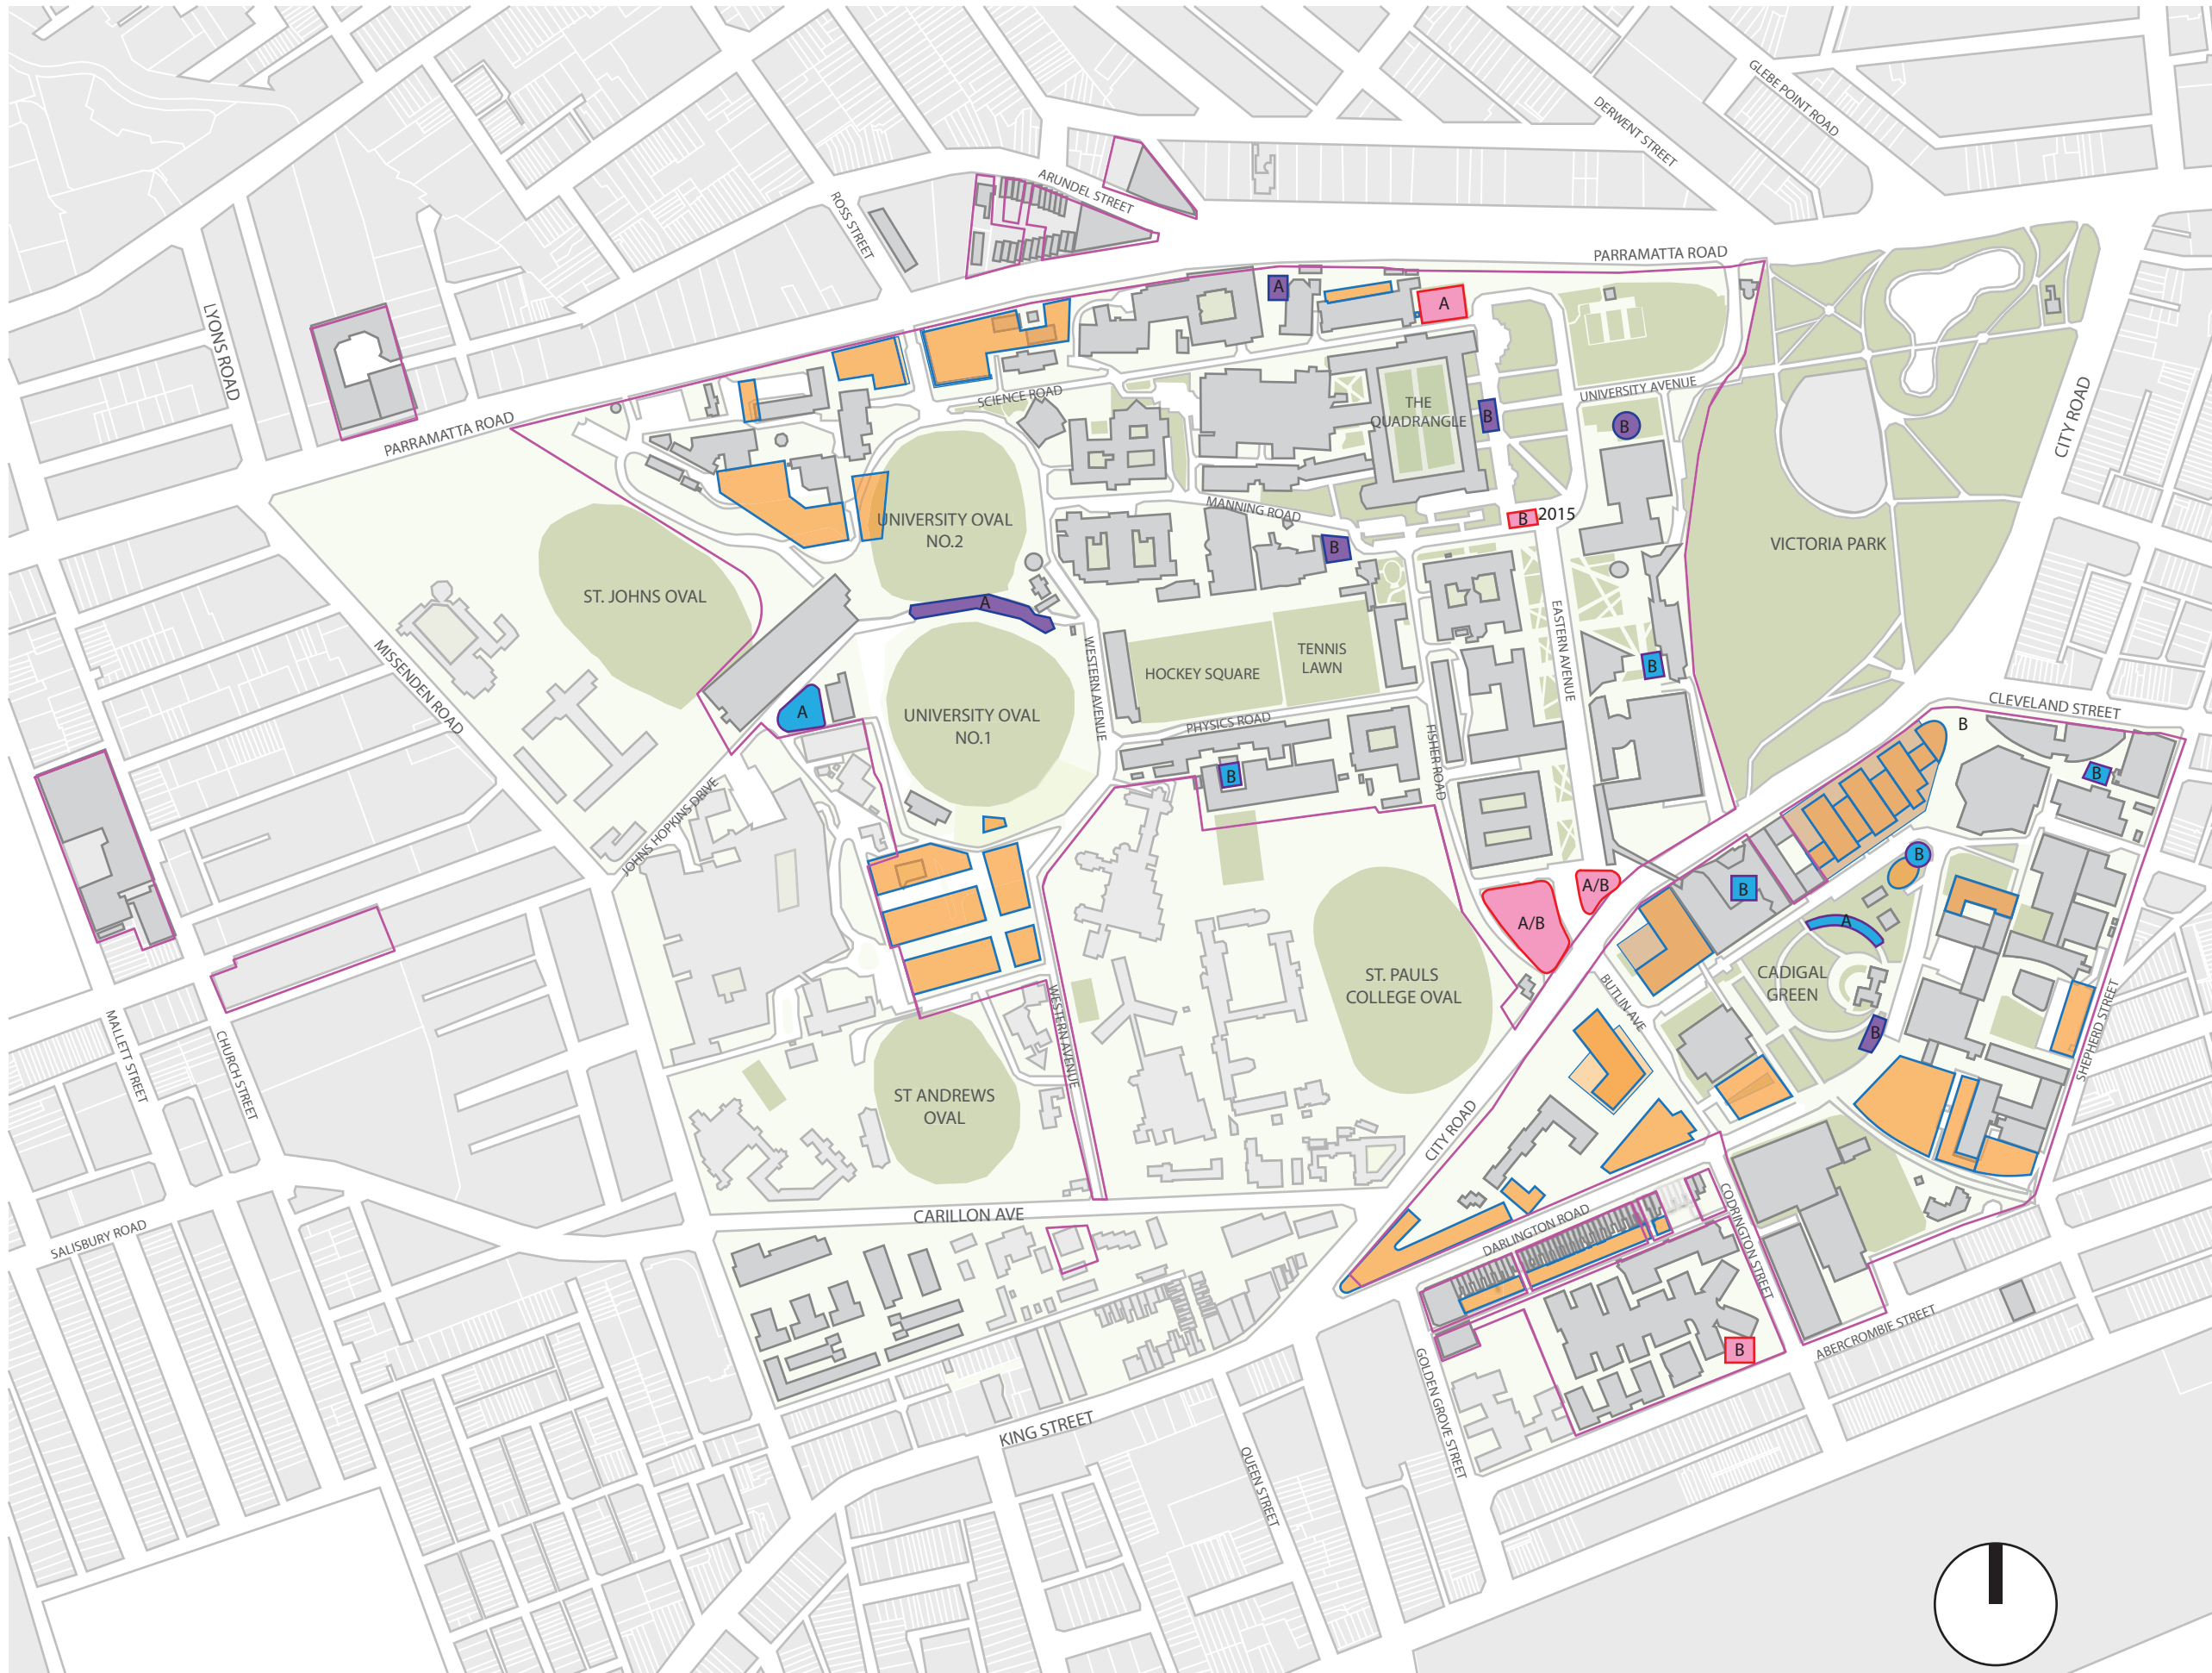 GLEBE POINT ROAD
DERWENT STREET
ARUNDEL STREET
ROSS STREET
PARRAMATTA ROAD
LYONS ROAD
A
A
UNIVERSITY AVENUE
CITY ROAD
SCIENCE ROAD
THE
QUADRANGLE
B
B
PARRAMATTA ROAD
MANNING ROAD
B
2015
UNIVERSITY OVAL
NO.2
B
VICTORIA PARK
ST. JOHNS OVAL
A
EASTERN AVENUE
MISSENDEN ROAD
WESTERN AVENUE
HOCKEY SQUARE
TENNIS
LAWN
B
A
UNIVERSITY OVAL
NO.1
PHYSICS ROAD
CLEVELAND STREET
B
FISHER ROAD
B
B
JOHNS HOPKINS DRIVE
B
A/B
B
A/B
A
ST. PAULS
COLLEGE OVAL
CADIGAL
GREEN
BUTLIN AVE
WESTERN AVENUE
B
SHEPHERD STREET
MALLETT STREET
CHURCH STREET
ST ANDREWS
OVAL
CITY ROAD
CARILLON AVE
SALISBURY ROAD
DARLINGTON ROAD
CODRINGTON STREET
ABERCROMBIE STREET
B
GOLDEN GROVE STREET
KING STREET
QUEEN STREET